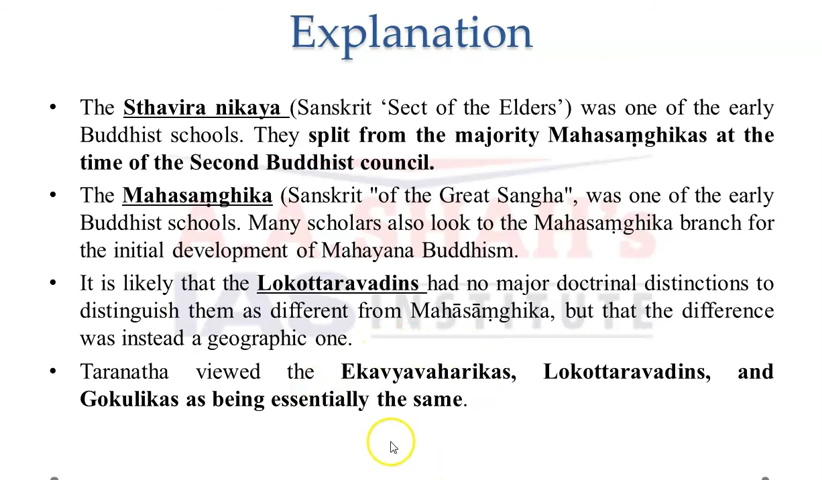 Explanation
• The Sthavira nikaya (Sanskrit ‘Sect of the Elders’) was one of the early
Buddhist schools. They split from the majority Mahasaṃghikas at the
time of the Second Buddhist council.
• The Mahasaṃghika (Sanskrit "of the Great Sangha", was one of the early
Buddhist schools. Many scholars also look to the Mahasaṃghika branch for
the initial development of Mahayana Buddhism.
• It is likely that the Lokottaravadins had no major doctrinal distinctions to
distinguish them as different from Mahāsāṃghika, but that the difference
was instead a geographic one.
• Taranatha viewed the Ekavyavaharikas, Lokottaravadins, and
Gokulikas as being essentially the same.
A.A SHAH's
IAS INSTITUTE